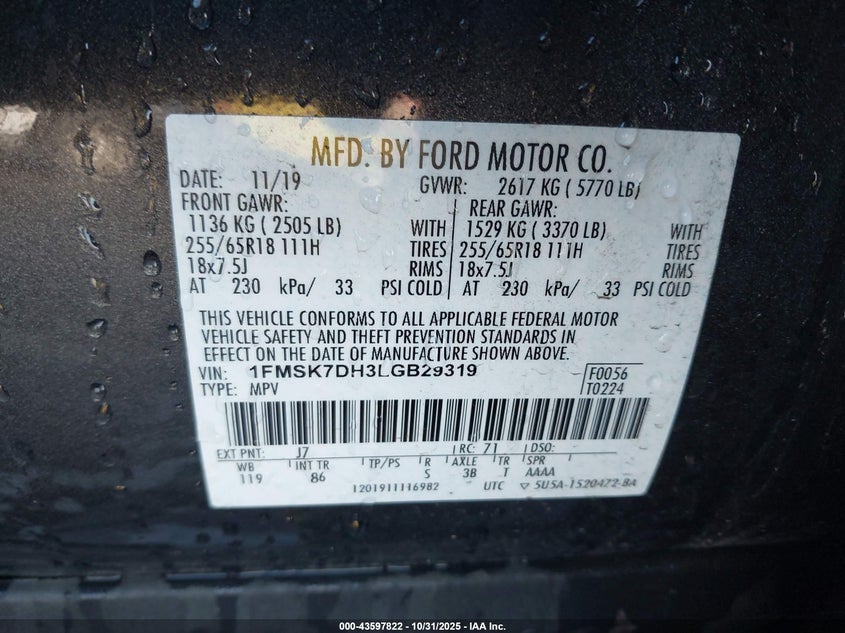 MFD. BY FORD MOTOR CO.
DATE: 11/19 GVWR: 2617 KG ( 5770 LB)
FRONT GAWR: REAR GAWR:
1136 KG ( 2505 LB) WITH 1529 KG ( 3370 LB) WITH
255/65R18 111H TIRES 255/65R18 111H TIRES
18x7.5J RIMS 18x7.5J RIMS
AT 230 kPa/ 33 PSI COLD AT 230 kPa/ 33 PSI COLD
THIS VEHICLE CONFORMS TO ALL APPLICABLE FEDERAL MOTOR
VEHICLE SAFETY AND THEFT PREVENTION STANDARDS IN
EFFECT ON THE DATE OF MANUFACTURE SHOWN ABOVE.
VIN: 1FMSK7DH3LGB29319 F0056
TYPE: MPV T0224
EXT PNT: J7 RC: 71 DSO:
WB INT TR TP/PS R AXLE TR SPR
119 86 S 3B T AAAA
1201911116982 UTC ▽ 5U5A-1520472-BA
000-43597822 | 10/31/2025 | IAA Inc.